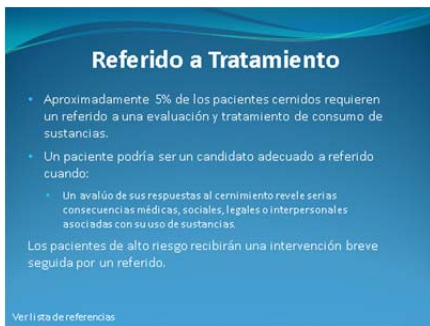 Referido a Tratamiento
• Aproximadamente 5% de los pacientes cernidos requieren
un referido a una evaluación y tratamiento de consumo de
sustancias.
• Un paciente podría ser un candidato adecuado a referido
cuando:
• Un avalúo de sus respuestas al cernimiento revele serias
consecuencias médicas, sociales, legales o interpersonales
asociadas con su uso de sustancias.
Los pacientes de alto riesgo recibirán una intervención breve
seguida por un referido.
Ver lista de referencias